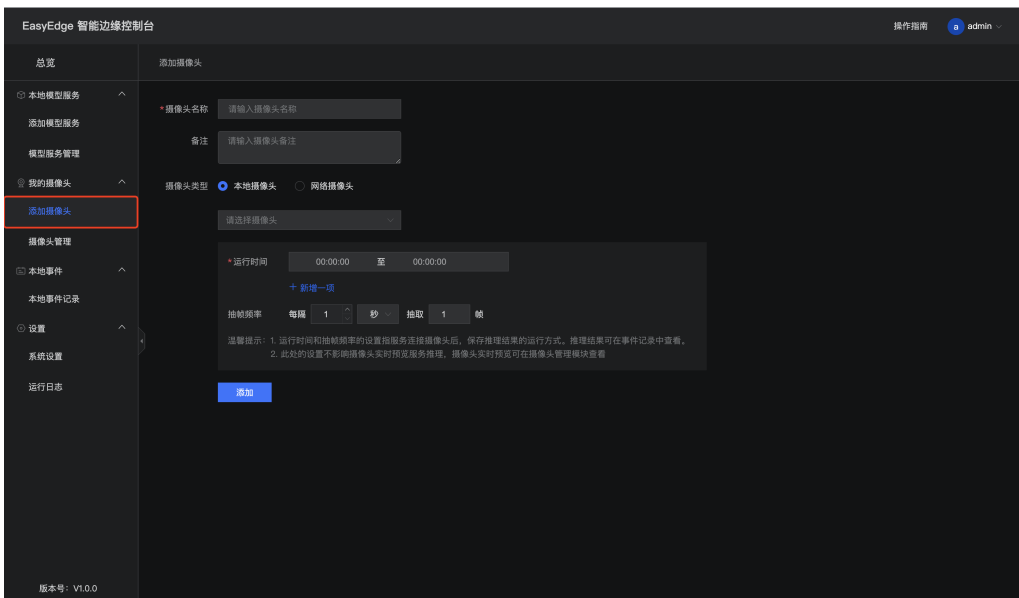 EasyEdge 智能边缘控制台
操作指南
a admin
总览
添加摄像头
本地模型服务
添加模型服务
模型服务管理
我的摄像头
添加摄像头
摄像头管理
本地事件
本地事件记录
设置
系统设置
运行日志
版本号：V1.0.0
*摄像头名称 请输入摄像头名称
备注 请输入摄像头备注
摄像头类型 本地摄像头 网络摄像头
请选择摄像头
*运行时间 00:00:00 至 00:00:00
+ 新增一项
抽帧频率 每隔 1 秒 抽取 1 帧
温馨提示：1. 运行时间和抽帧频率的设置指服务连接摄像头后，保存推理结果的运行方式。推理结果可在事件记录中查看。
2. 此处的设置不影响摄像头实时预览服务推理，摄像头实时预览可在摄像头管理模块查看
添加